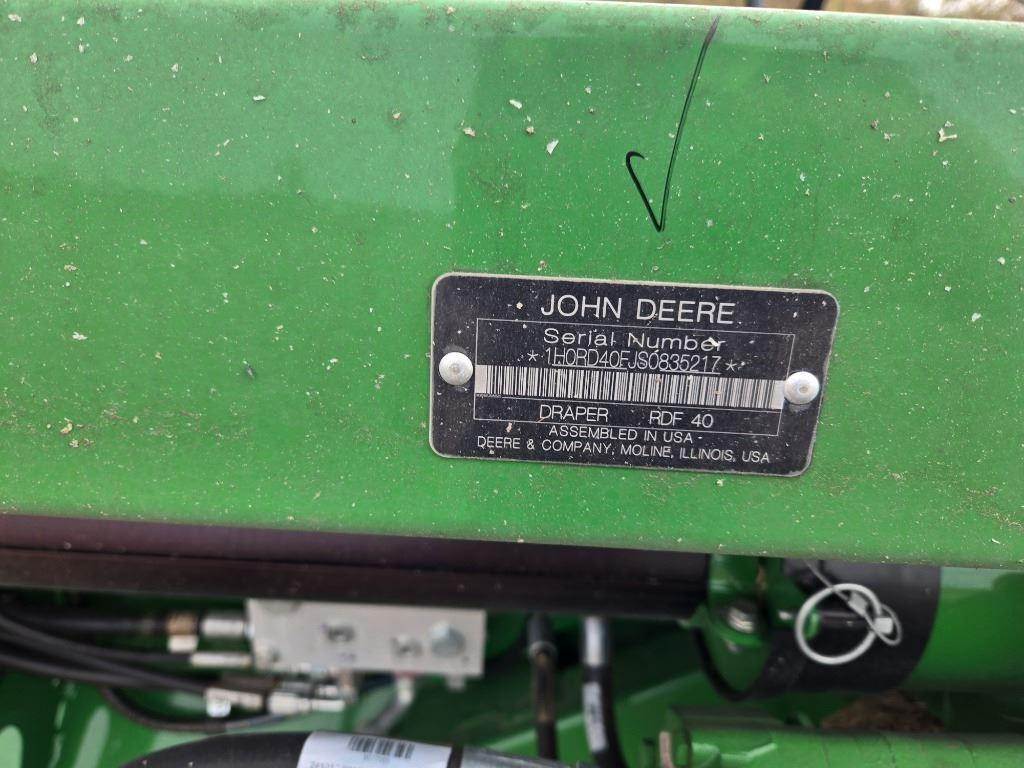 JOHN DEERE
Serial Number
*1H0RD40FJS0835217*
DRAPER RDF 40
ASSEMBLED IN USA
DEERE & COMPANY, MOLINE, ILLINOIS, USA